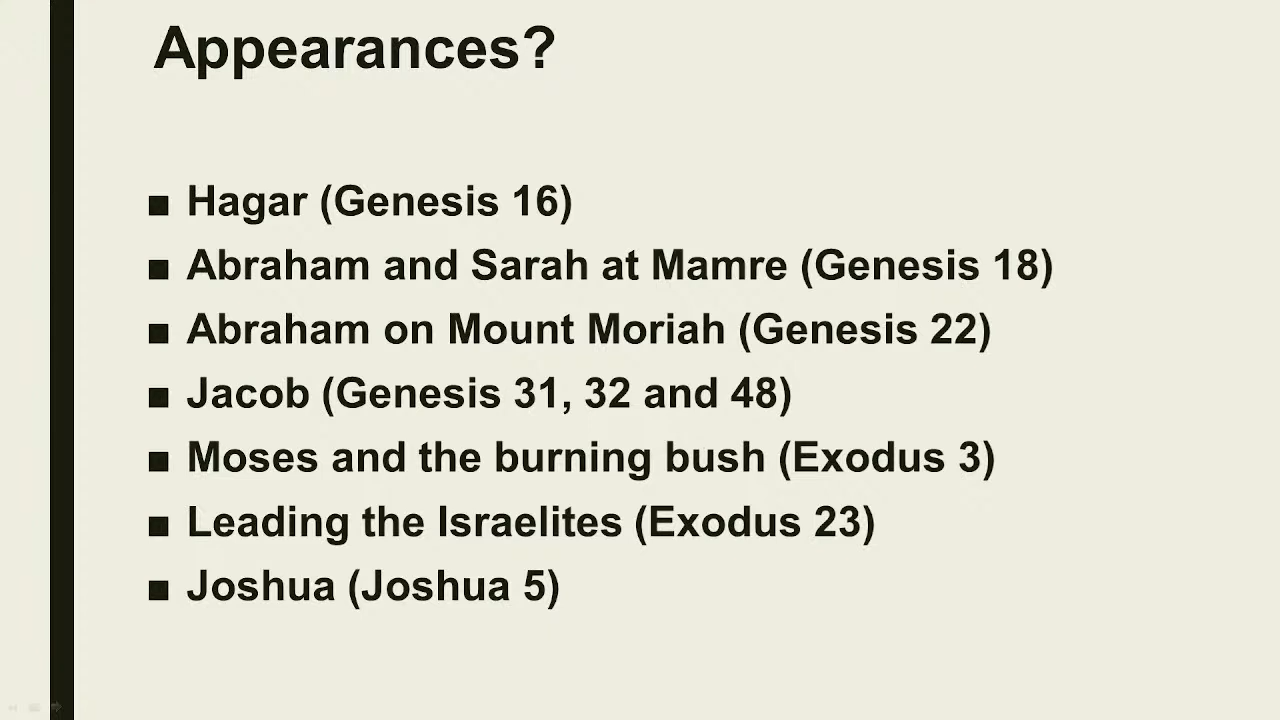 Appearances?
■ Hagar (Genesis 16)
■ Abraham and Sarah at Mamre (Genesis 18)
■ Abraham on Mount Moriah (Genesis 22)
■ Jacob (Genesis 31, 32 and 48)
■ Moses and the burning bush (Exodus 3)
■ Leading the Israelites (Exodus 23)
■ Joshua (Joshua 5)